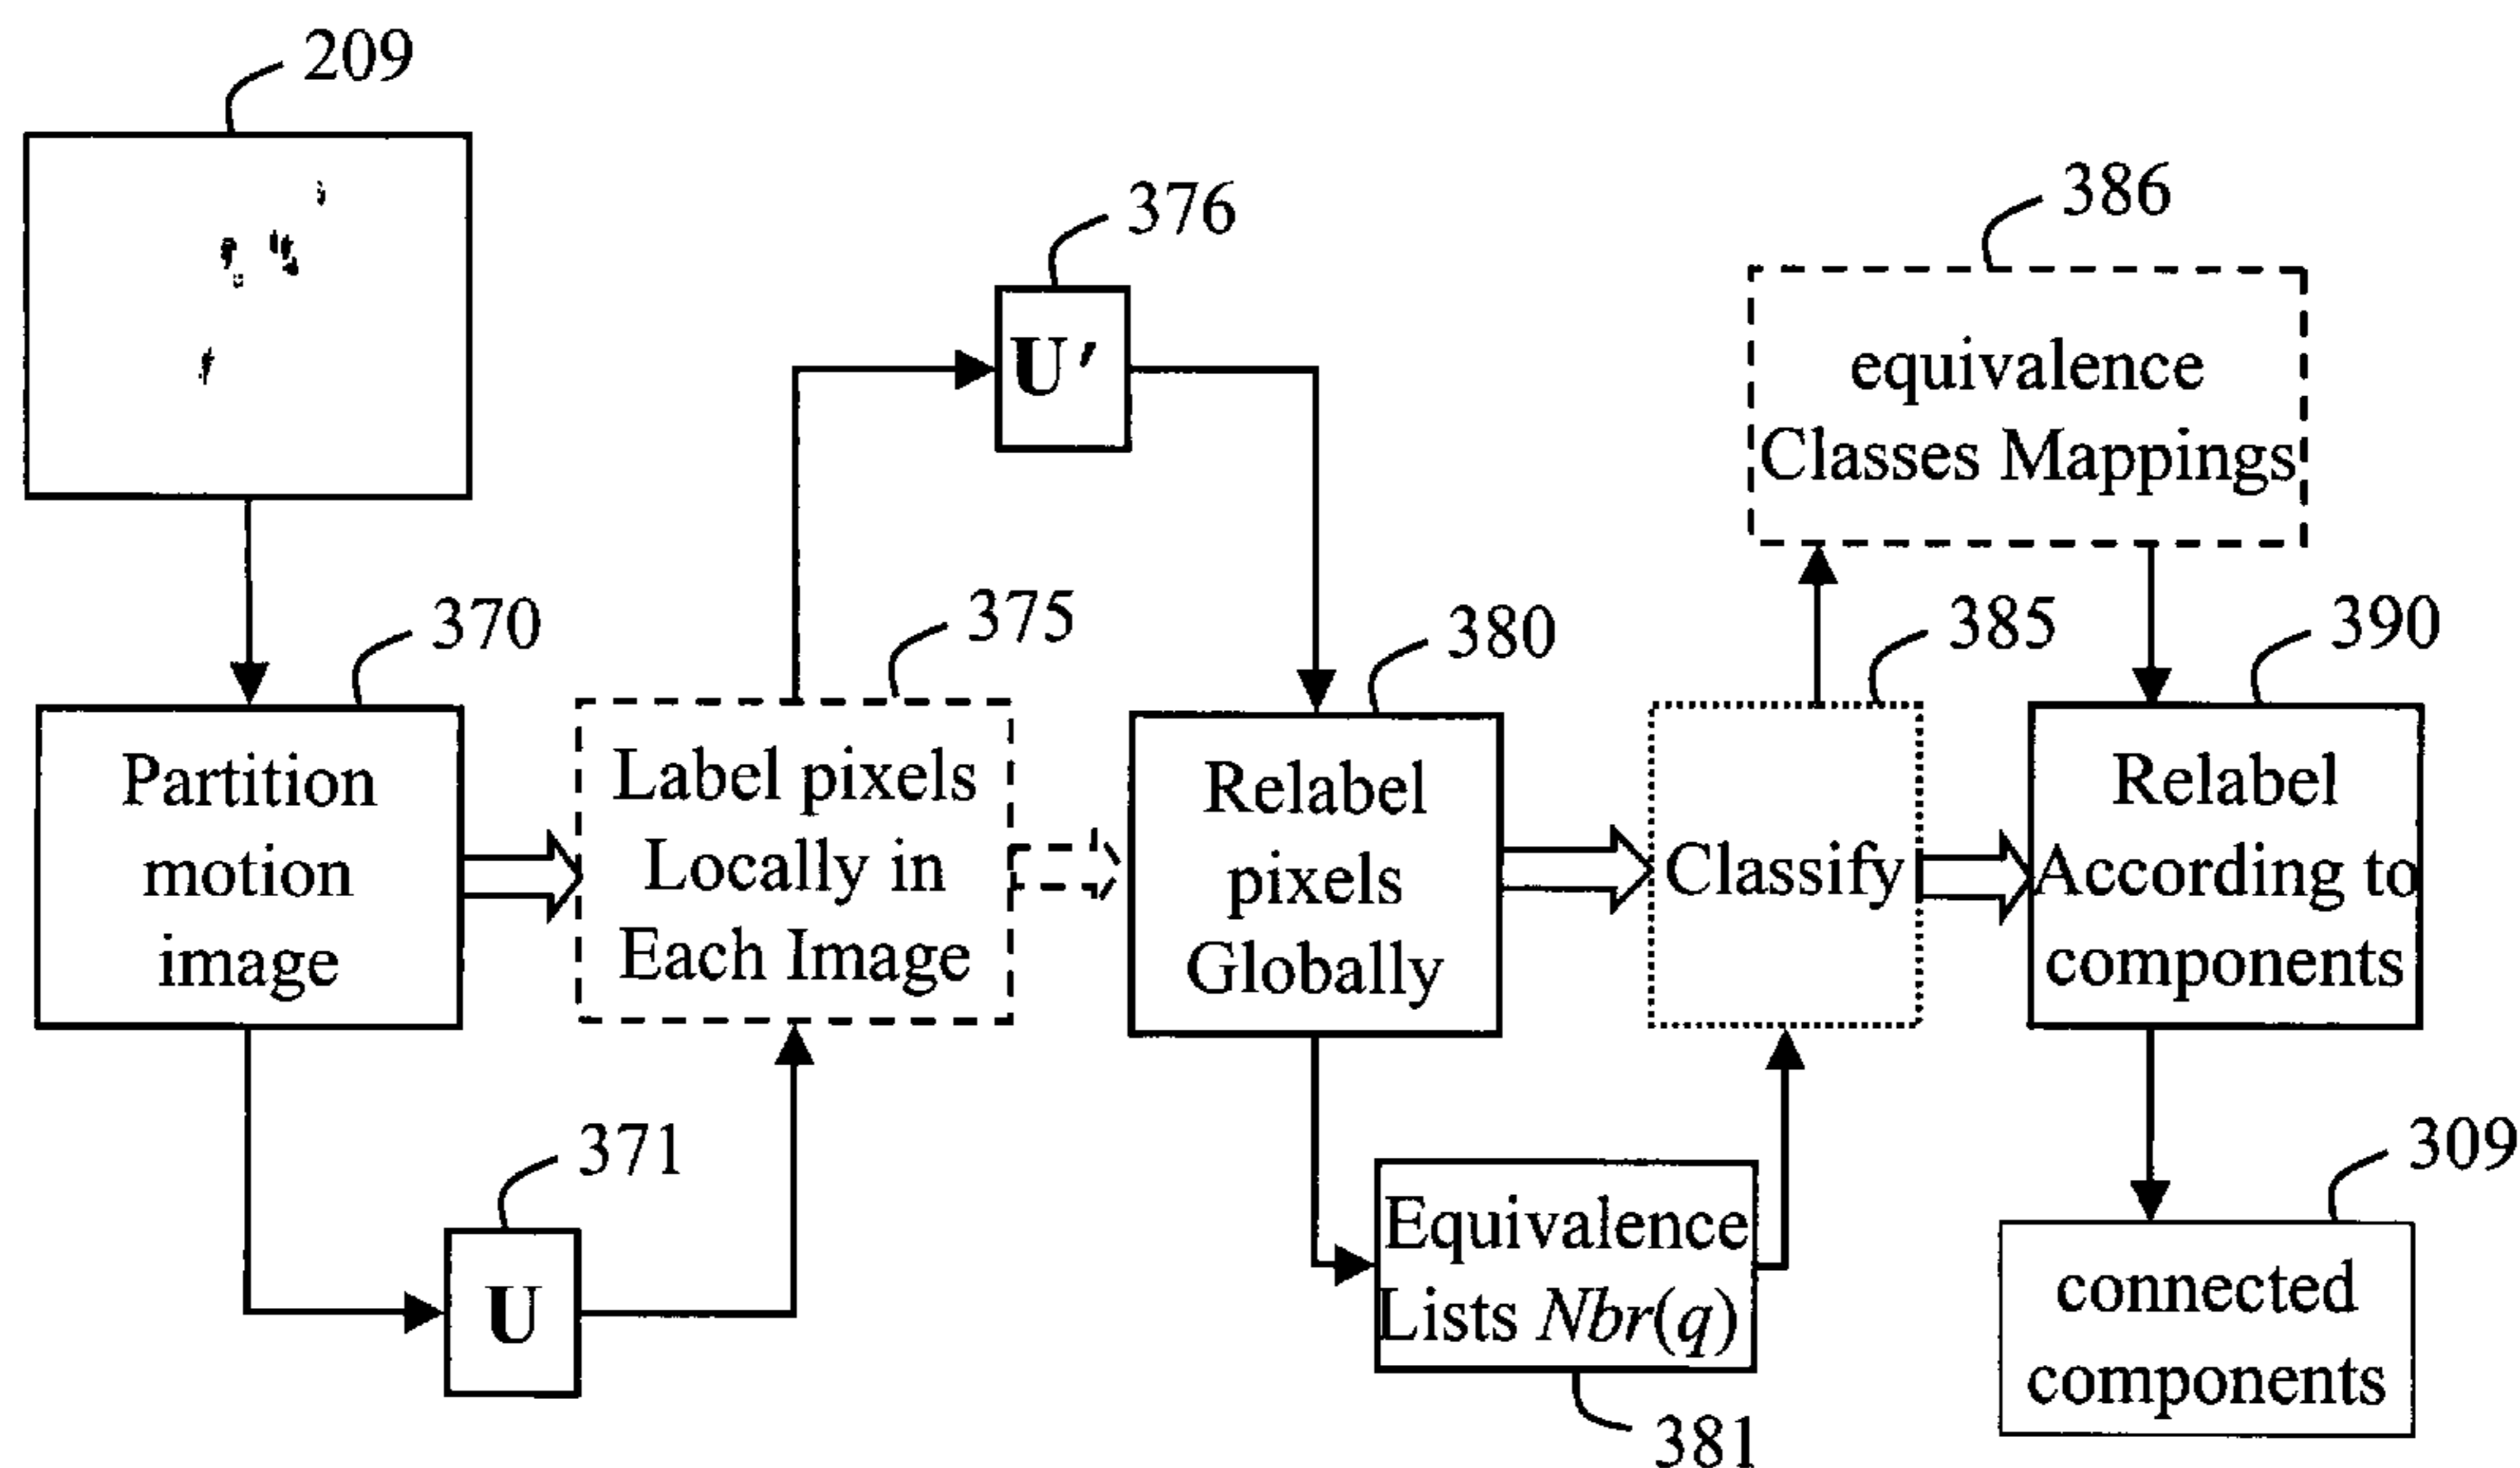 209
376
386
U'
equivalence
Classes Mappings
370
375
380
385
390
Partition
motion
image
Label pixels
Locally in
Each Image
Relabel
pixels
Globally
Classify
Relabel
According to
components
371
U
Equivalence
Lists Nbr(q)
381
309
connected
components